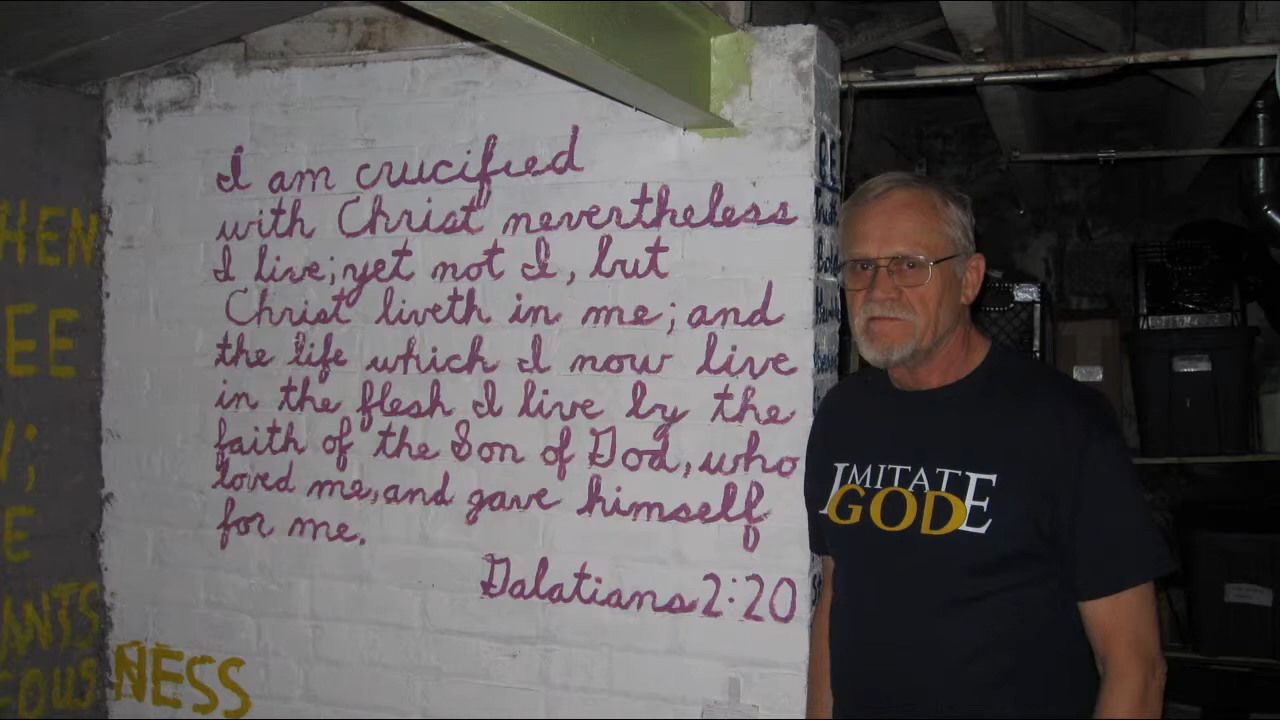 I am crucified
with Christ nevertheless
I live; yet not I, but
Christ liveth in me; and
the life which I now live
in the flesh I live by the
faith of the Son of God, who
loved me, and gave himself
for me.
Galatians 2:20
HEN
EE
;
E
ANTS
EOUS NESS
IMITATE
GOD